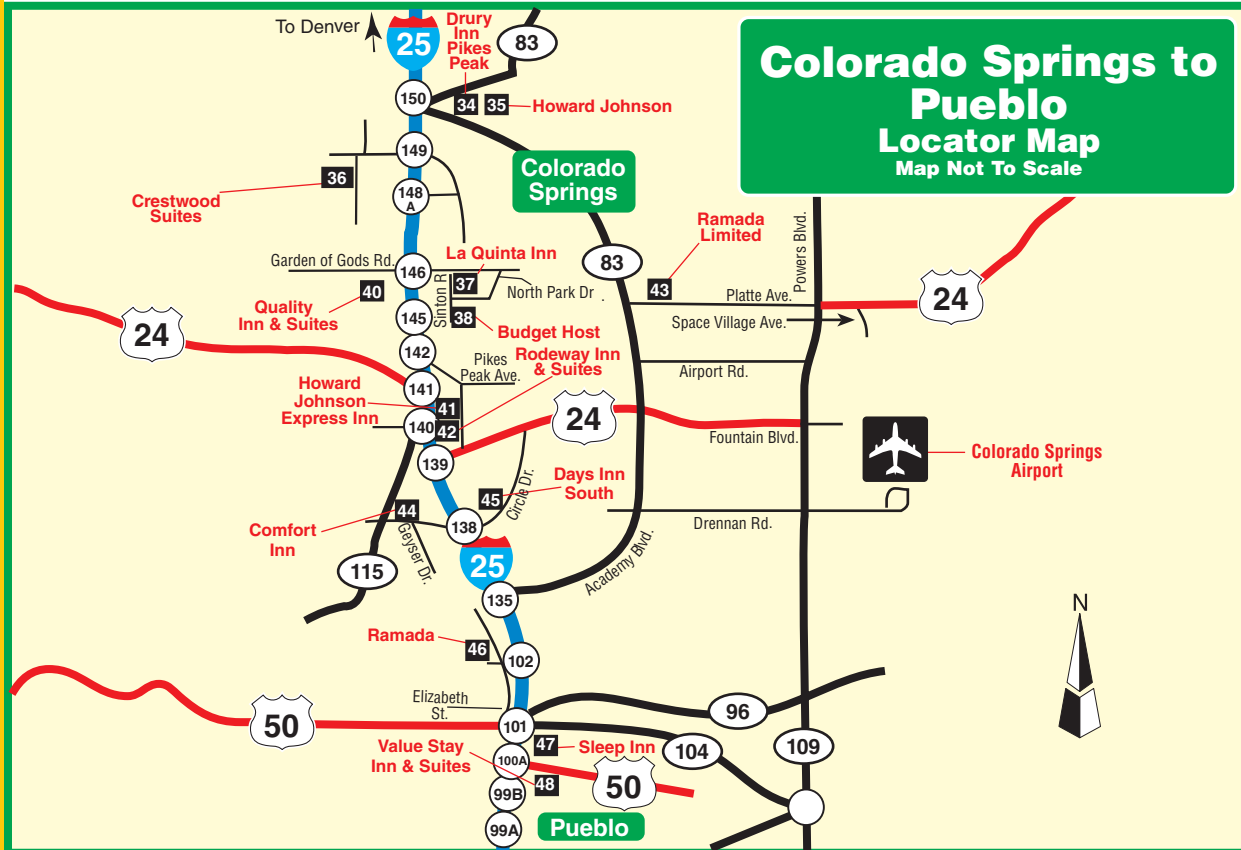 To Denver
25
Drury
Inn
Pikes
Peak
83
Colorado Springs to
Pueblo
Locator Map
Map Not To Scale
150
34
35
Howard Johnson
149
36
Crestwood
Suites
148
A
Colorado
Springs
Ramada
Limited
Powers Blvd.
Garden of Gods Rd.
146
La Quinta Inn
37
83
43
24
40
Sinton R
North Park Dr .
Platte Ave.
Quality
Inn & Suites
145
38
Budget Host
Space Village Ave.
24
142
Pikes
Peak Ave.
Rodeway Inn
& Suites
Airport Rd.
141
Howard
Johnson
Express Inn
41
140
42
24
Fountain Blvd.
139
Colorado Springs
Airport
Days Inn
South
45
Circle Dr.
44
Comfort
Inn
138
Geyser Dr.
Drennan Rd.
25
115
Academy Blvd.
135
N
Ramada
46
102
Elizabeth
St.
50
101
96
47
Sleep Inn
104
109
Value Stay
Inn & Suites
100A
48
50
99B
99A
Pueblo